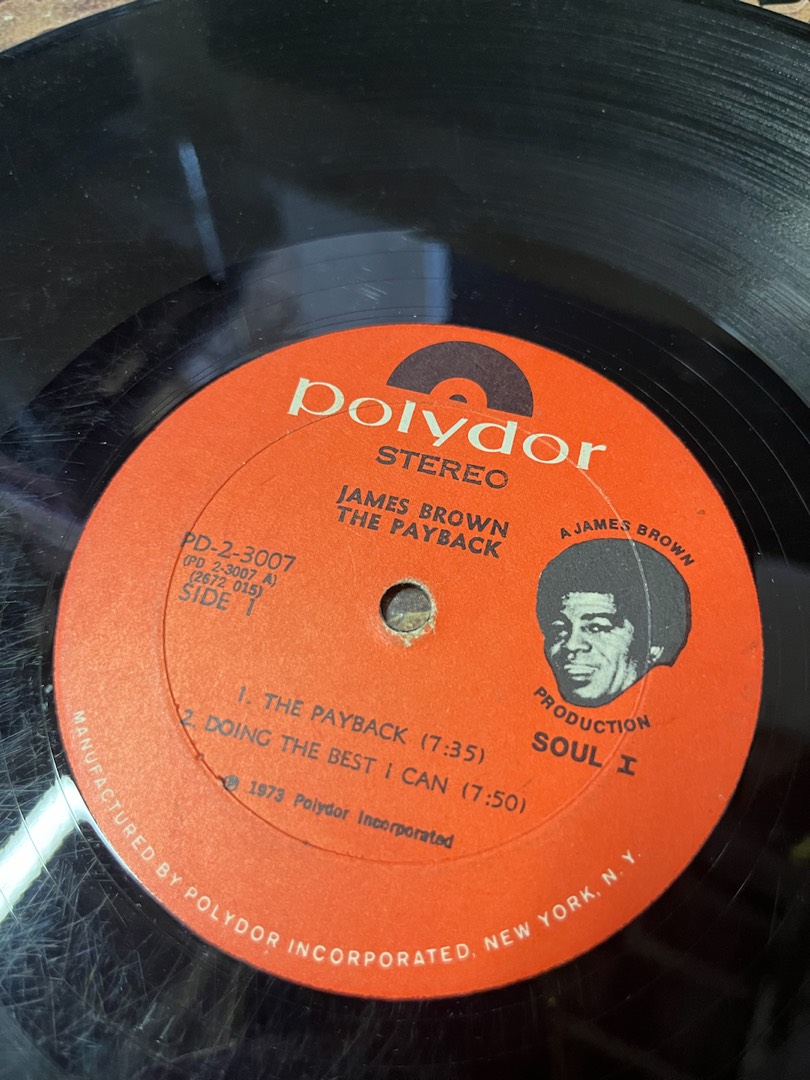 polydor
STEREO
JAMES BROWN
THE PAYBACK
PD-2-3007
(PD 2-3007 A)
(2672 015)
SIDE 1
A JAMES BROWN
PRODUCTION
SOUL I
1. THE PAYBACK (7:35)
2. DOING THE BEST I CAN (7:50)
℗ 1973 Polydor Incorporated
MANUFACTURED BY POLYDOR INCORPORATED, NEW YORK, N.Y.